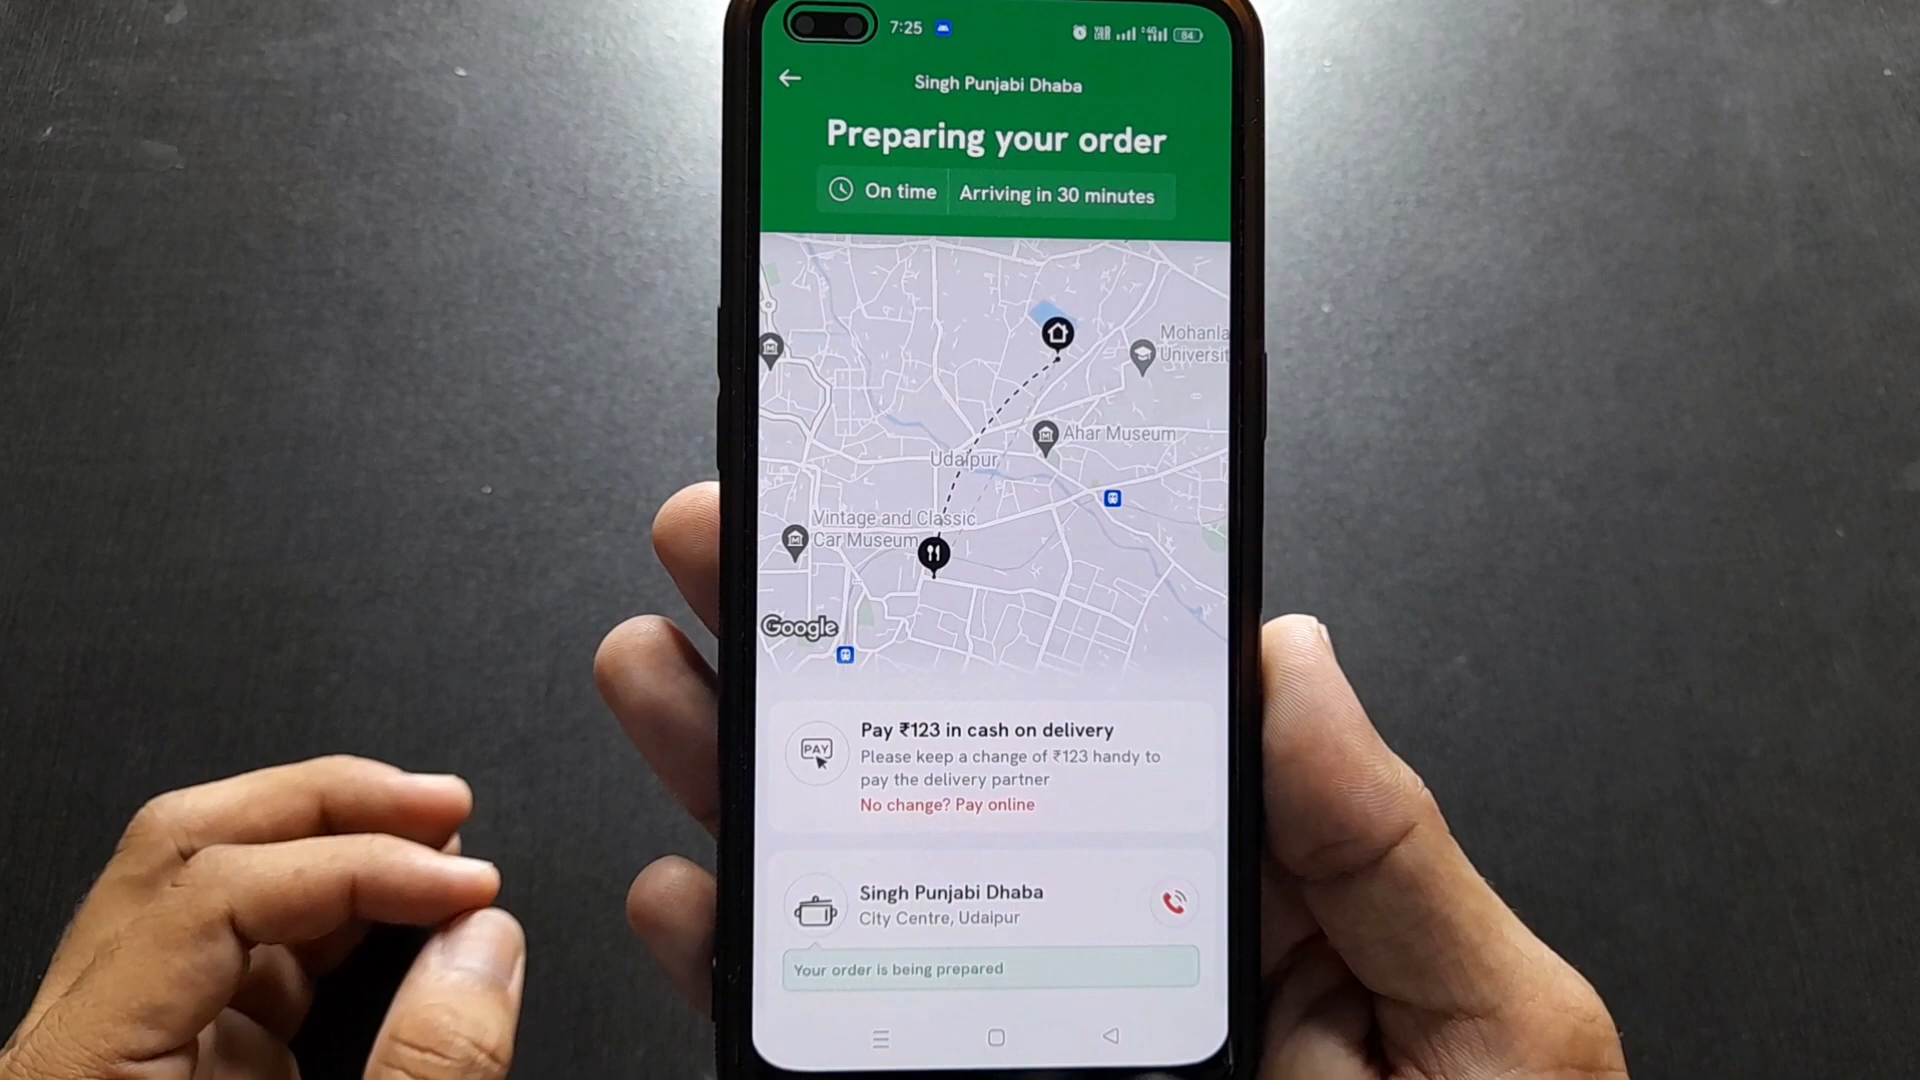 7:25
84
Singh Punjabi Dhaba
Preparing your order
On time
Arriving in 30 minutes
Mohanla
Universit
Ahar Museum
Udaipur
Vintage and Classic
Car Museum
Google
PAY
Pay ₹123 in cash on delivery
Please keep a change of ₹123 handy to
pay the delivery partner
No change? Pay online
Singh Punjabi Dhaba
City Centre, Udaipur
Your order is being prepared